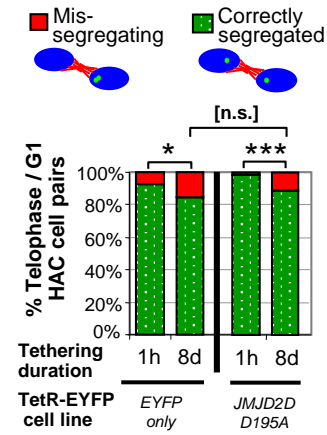 Mis-
segregating
Correctly
segregated
[n.s.]
*
***
% Telophase / G1
HAC cell pairs
100%
80%
60%
40%
20%
0%
Tethering
duration
1h 8d 1h 8d
TetR-EYFP
cell line
EYFP
only
JMJD2D
D195A